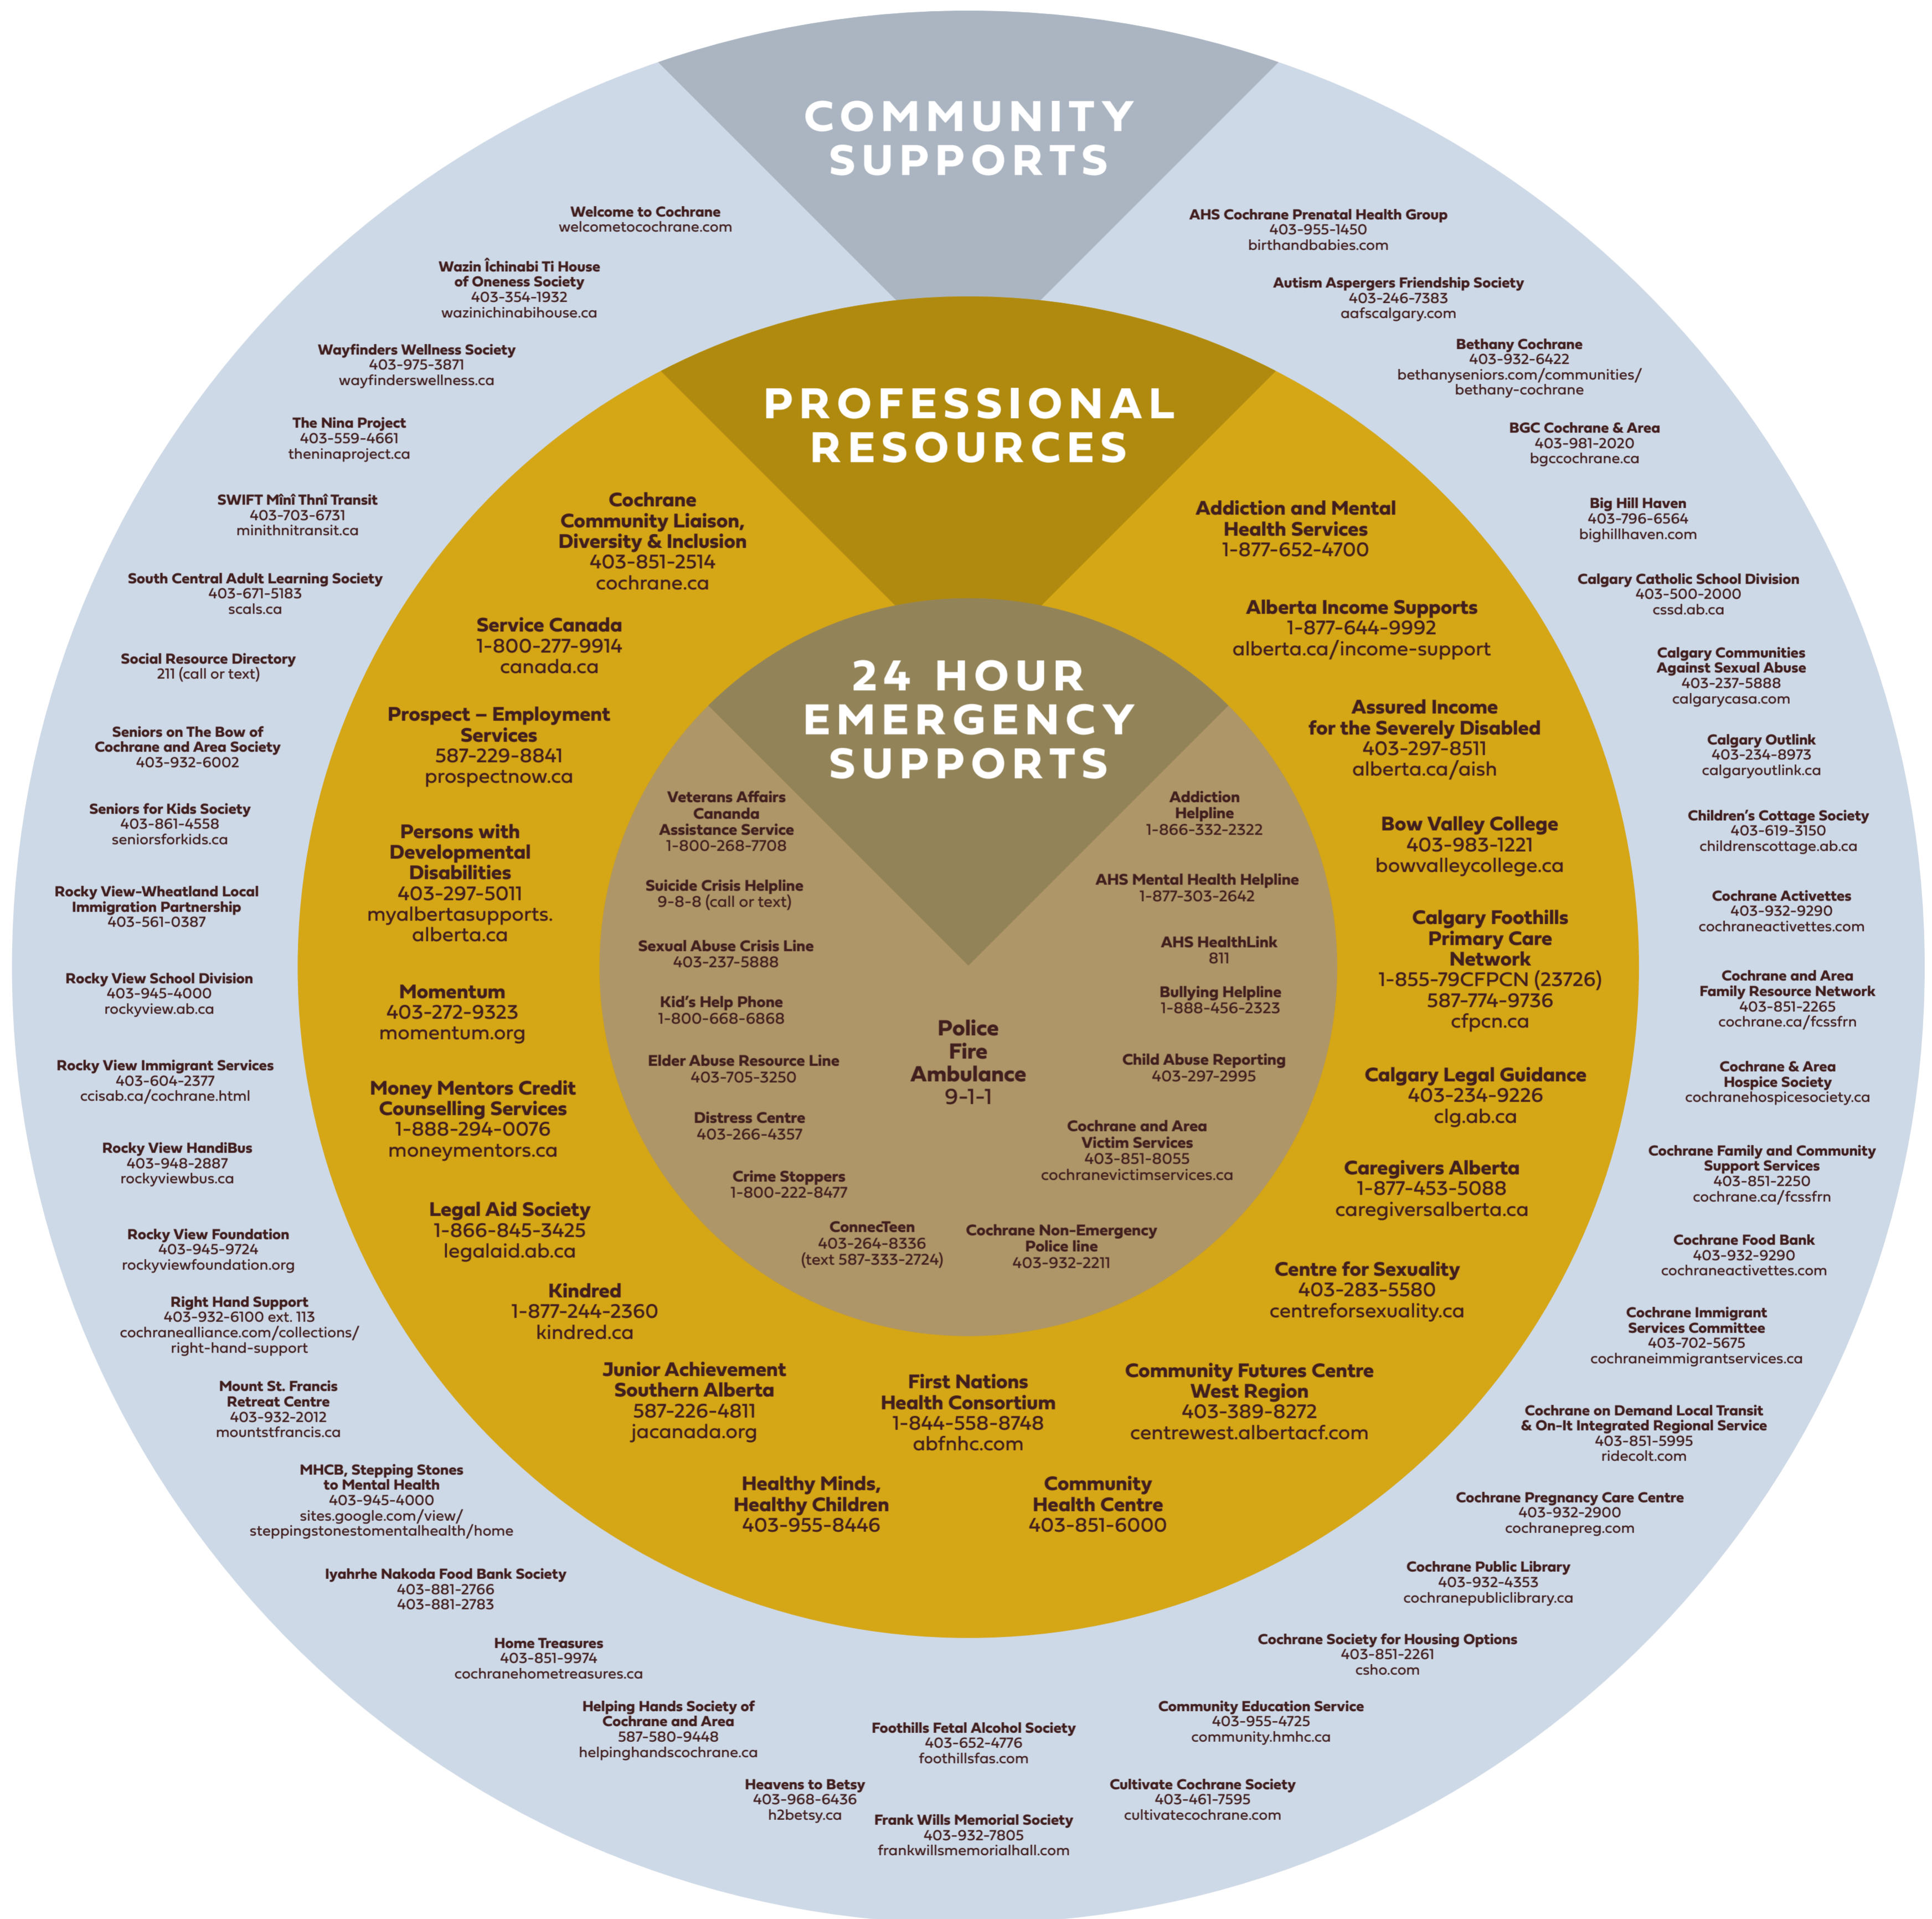 COMMUNITY
SUPPORTS
AHS Cochrane Prenatal Health Group
403-955-1450
birthandbabies.com
Autism Aspergers Friendship Society
403-246-7383
aafscalgary.com
Bethany Cochrane
403-932-6422
bethanyseniors.com/communities/
bethany-cochrane
BGC Cochrane & Area
403-981-2020
bgccochrane.ca
Big Hill Haven
403-796-6564
bighillhaven.com
Calgary Catholic School Division
403-500-2000
cssd.ab.ca
Calgary Communities
Against Sexual Abuse
403-237-5888
calgarycasa.com
Calgary Outlink
403-234-8973
calgaryoutlink.ca
Children's Cottage Society
403-619-3150
childrenscottage.ab.ca
Cochrane Activettes
403-932-9290
cochraneactivettes.com
Cochrane and Area
Family Resource Network
403-851-2265
cochrane.ca/fcssfrn
Cochrane & Area
Hospice Society
cochranehospicesociety.ca
Cochrane Family and Community
Support Services
403-851-2250
cochrane.ca/fcssfrn
Cochrane Food Bank
403-932-9290
cochraneactivettes.com
Cochrane Immigrant
Services Committee
403-702-5675
cochraneimmigrantservices.ca
Cochrane on Demand Local Transit
& On-It Integrated Regional Service
403-851-5995
ridecolt.com
Cochrane Pregnancy Care Centre
403-932-2900
cochranepreg.com
Cochrane Public Library
403-932-4353
cochranepubliclibrary.ca
Cochrane Society for Housing Options
403-851-2261
csho.com
Community Education Service
403-955-4725
community.hmhc.ca
Cultivate Cochrane Society
403-461-7595
cultivatecochrane.com
Foothills Fetal Alcohol Society
403-652-4776
foothillsfas.com
Frank Wills Memorial Society
403-932-7805
frankwillsmemorialhall.com
Heavens to Betsy
403-968-6436
h2betsy.ca
Helping Hands Society of
Cochrane and Area
587-580-9448
helpinghandscochrane.ca
Home Treasures
403-851-9974
cochranehometreasures.ca
Iyahrhe Nakoda Food Bank Society
403-881-2766
403-881-2783
MHCB, Stepping Stones
to Mental Health
403-945-4000
sites.google.com/view/
steppingstonestomentalhealth/home
Mount St. Francis
Retreat Centre
403-932-2012
mountstfrancis.ca
Right Hand Support
403-932-6100 ext. 113
cochranealliance.com/collections/
right-hand-support
Rocky View Foundation
403-945-9724
rockyviewfoundation.org
Rocky View HandiBus
403-948-2887
rockyviewbus.ca
Rocky View Immigrant Services
403-604-2377
ccisab.ca/cochrane.html
Rocky View School Division
403-945-4000
rockyview.ab.ca
Rocky View-Wheatland Local
Immigration Partnership
403-561-0387
Seniors for Kids Society
403-861-4558
seniorsforkids.ca
Seniors on The Bow of
Cochrane and Area Society
403-932-6002
Social Resource Directory
211 (call or text)
South Central Adult Learning Society
403-671-5183
scals.ca
SWIFT Mînî Thnî Transit
403-703-6731
minithnitransit.ca
The Nina Project
403-559-4661
theninaproject.ca
Wayfinders Wellness Society
403-975-3871
wayfinderswellness.ca
Wazin Îchinabi Ti House
of Oneness Society
403-354-1932
wazinichinabihouse.ca
Welcome to Cochrane
welcometocochrane.com
PROFESSIONAL
RESOURCES
Addiction and Mental
Health Services
1-877-652-4700
Alberta Income Supports
1-877-644-9992
alberta.ca/income-support
Assured Income
for the Severely Disabled
403-297-8511
alberta.ca/aish
Bow Valley College
403-983-1221
bowvalleycollege.ca
Calgary Foothills
Primary Care
Network
1-855-79CFPCN (23726)
587-774-9736
cfpcn.ca
Calgary Legal Guidance
403-234-9226
clg.ab.ca
Caregivers Alberta
1-877-453-5088
caregiversalberta.ca
Centre for Sexuality
403-283-5580
centreforsexuality.ca
Community Futures Centre
West Region
403-389-8272
centrewest.albertacf.com
Community
Health Centre
403-851-6000
First Nations
Health Consortium
1-844-558-8748
abfnhc.com
Healthy Minds,
Healthy Children
403-955-8446
Junior Achievement
Southern Alberta
587-226-4811
jacanada.org
Kindred
1-877-244-2360
kindred.ca
Legal Aid Society
1-866-845-3425
legalaid.ab.ca
Money Mentors Credit
Counselling Services
1-888-294-0076
moneymentors.ca
Momentum
403-272-9323
momentum.org
Persons with
Developmental
Disabilities
403-297-5011
myalbertasupports.
alberta.ca
Prospect – Employment
Services
587-229-8841
prospectnow.ca
Service Canada
1-800-277-9914
canada.ca
Cochrane
Community Liaison,
Diversity & Inclusion
403-851-2514
cochrane.ca
24 HOUR
EMERGENCY
SUPPORTS
Addiction
Helpline
1-866-332-2322
AHS Mental Health Helpline
1-877-303-2642
AHS HealthLink
811
Bullying Helpline
1-888-456-2323
Child Abuse Reporting
403-297-2995
Cochrane and Area
Victim Services
403-851-8055
cochranevictimservices.ca
Cochrane Non-Emergency
Police line
403-932-2211
ConnecTeen
403-264-8336
(text 587-333-2724)
Crime Stoppers
1-800-222-8477
Distress Centre
403-266-4357
Elder Abuse Resource Line
403-705-3250
Kid's Help Phone
1-800-668-6868
Sexual Abuse Crisis Line
403-237-5888
Suicide Crisis Helpline
9-8-8 (call or text)
Veterans Affairs
Cananda
Assistance Service
1-800-268-7708
Police
Fire
Ambulance
9-1-1